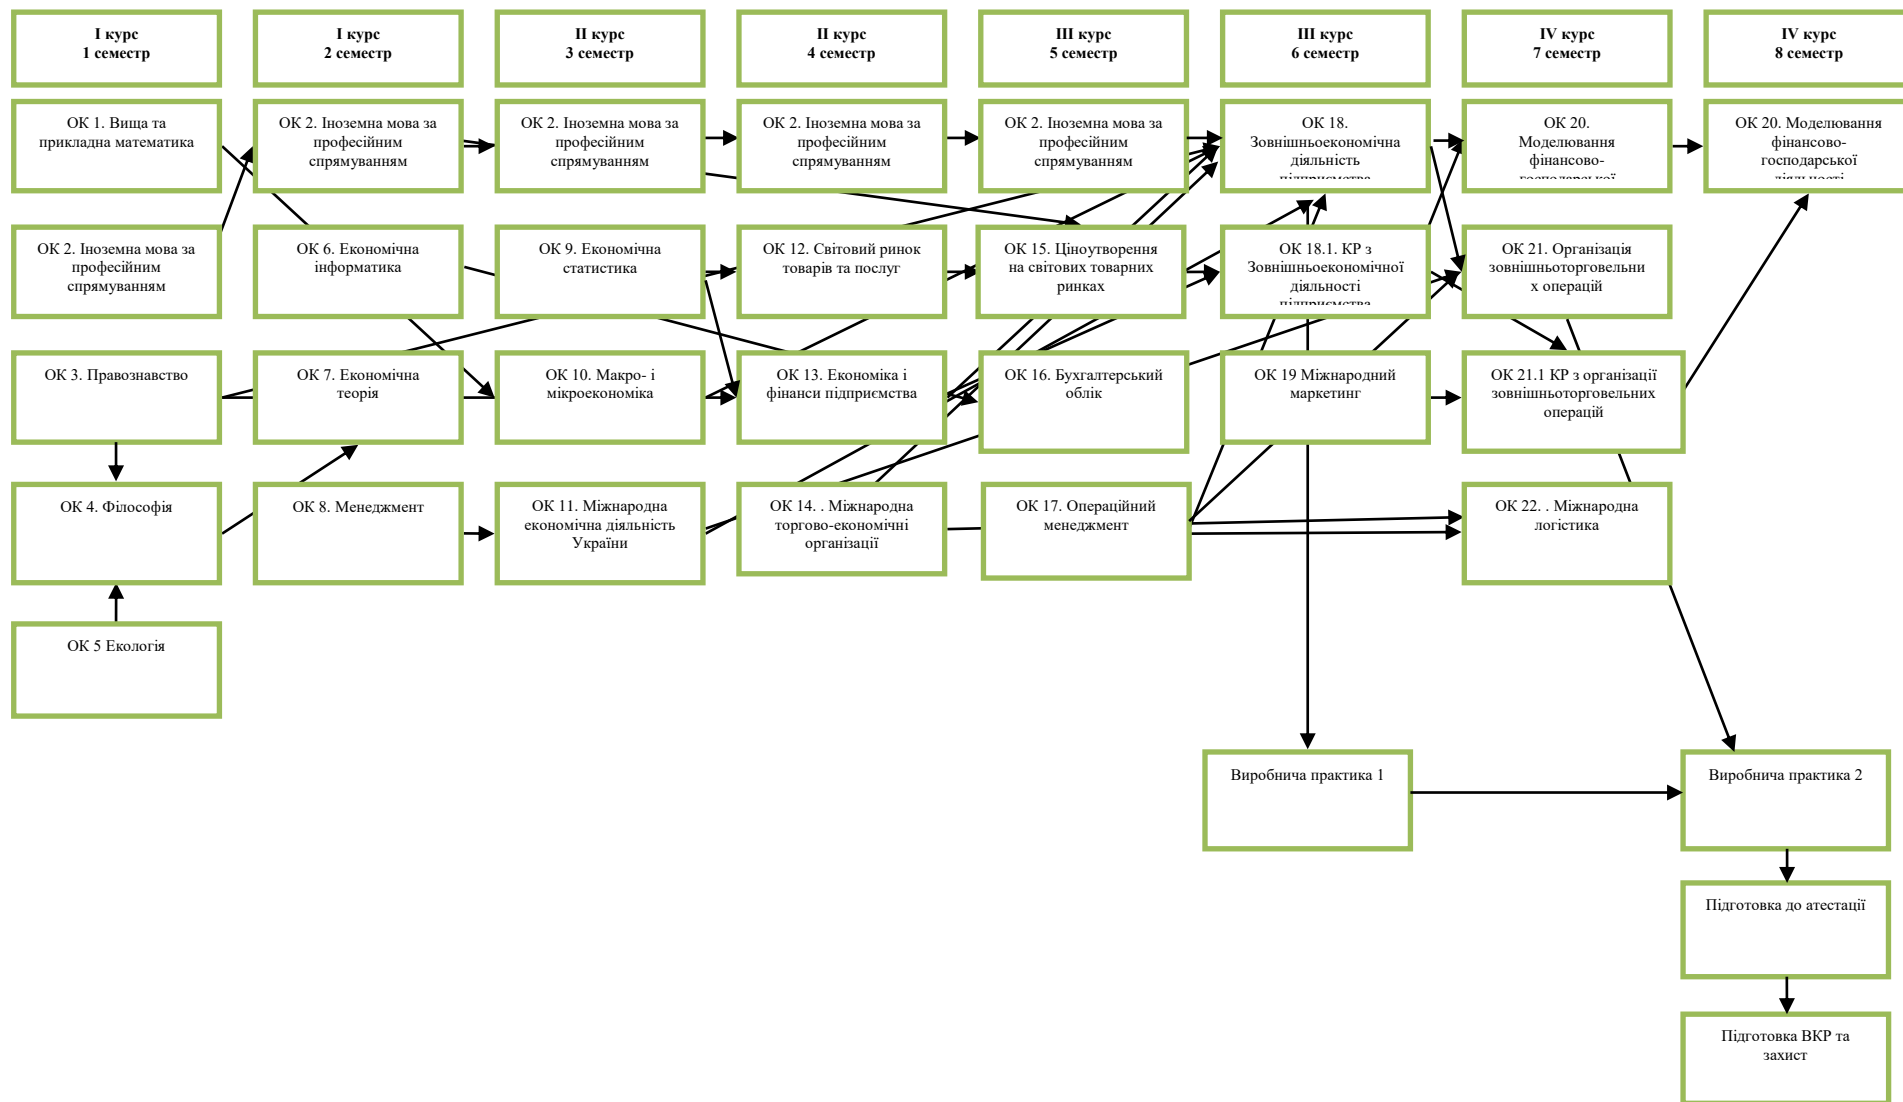 I курс
1 семестр
I курс
2 семестр
II курс
3 семестр
II курс
4 семестр
III курс
5 семестр
III курс
6 семестр
IV курс
7 семестр
IV курс
8 семестр
ОК 1. Вища та
прикладна математика
ОК 2. Іноземна мова за
професійним
спрямуванням
ОК 2. Іноземна мова за
професійним
спрямуванням
ОК 2. Іноземна мова за
професійним
спрямуванням
ОК 2. Іноземна мова за
професійним
спрямуванням
ОК 18.
Зовнішньоекономічна
діяльність
підприємства
ОК 20.
Моделювання
фінансово-
господарської
ОК 20. Моделювання
фінансово-
господарської
діяльності
ОК 2. Іноземна мова за
професійним
спрямуванням
ОК 6. Економічна
інформатика
ОК 9. Економічна
статистика
ОК 12. Світовий ринок
товарів та послуг
ОК 15. Ціноутворення
на світових товарних
ринках
ОК 18.1. КР з
Зовнішньоекономічної
діяльності
підприємства
ОК 21. Організація
зовнішньоторговельни
х операцій
ОК 3. Правознавство
ОК 7. Економічна
теорія
ОК 10. Макро- і
мікроекономіка
ОК 13. Економіка і
фінанси підприємства
ОК 16. Бухгалтерський
облік
ОК 19 Міжнародний
маркетинг
ОК 21.1 КР з організації
зовнішньоторговельних
операцій
ОК 4. Філософія
ОК 8. Менеджмент
ОК 11. Міжнародна
економічна діяльність
України
ОК 14. . Міжнародна
торгово-економічні
організації
ОК 17. Операційний
менеджмент
ОК 22. . Міжнародна
логістика
ОК 5 Екологія
Виробнича практика 1
Виробнича практика 2
Підготовка до атестації
Підготовка ВКР та
захист